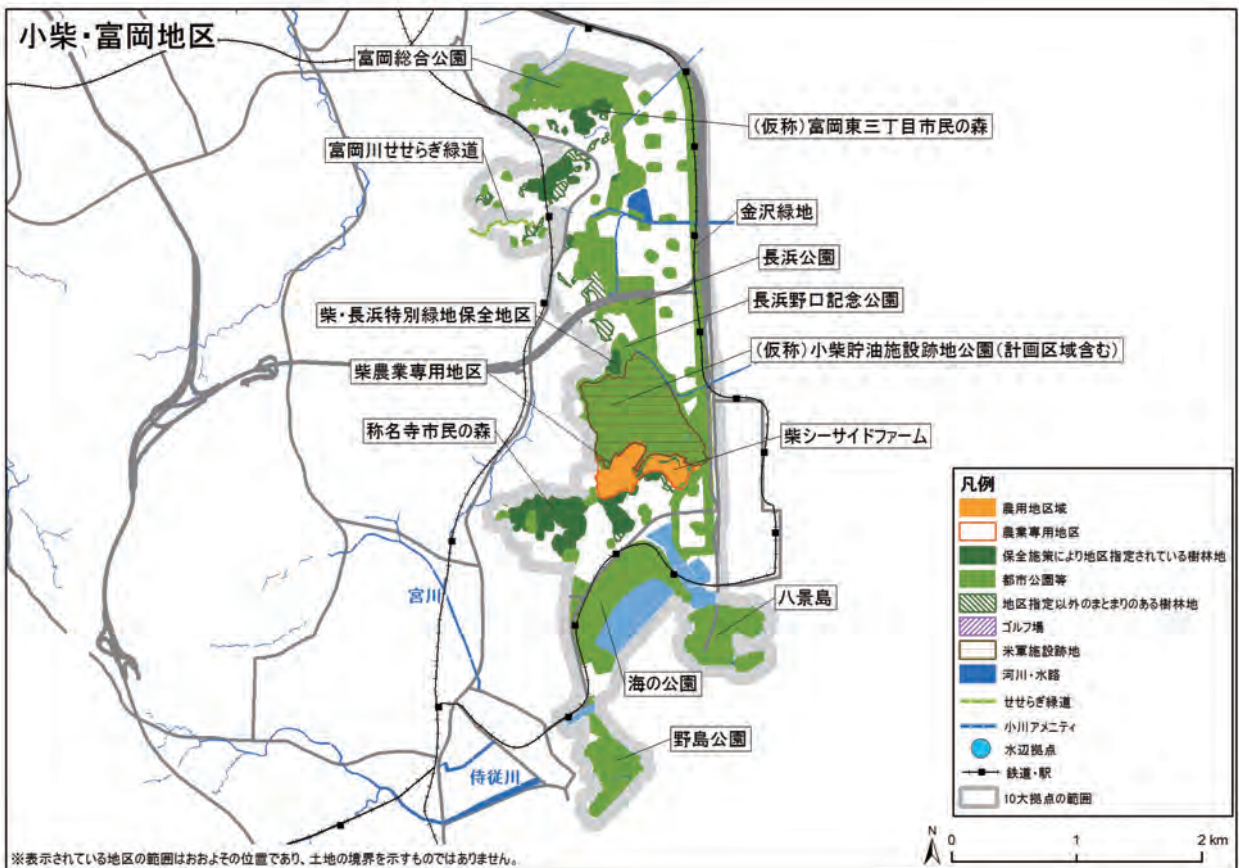 小柴・富岡地区
富岡総合公園
(仮称)富岡東三丁目市民の森
富岡川せせらぎ緑道
金沢緑地
長浜公園
長浜野口記念公園
柴・長浜特別緑地保全地区
(仮称)小柴貯油施設跡地公園(計画区域含む)
柴農業専用地区
称名寺市民の森
柴シーサイドファーム
宮川
八景島
海の公園
野島公園
侍従川
凡例
農用地区域
農業専用地区
保全施策により地区指定されている樹林地
都市公園等
地区指定以外のまとまりのある樹林地
ゴルフ場
米軍施設跡地
河川・水路
せせらぎ緑道
小川アメニティ
水辺拠点
鉄道・駅
10大拠点の範囲
N
0 1 2 km
※表示されている地区の範囲はおおよその位置であり、土地の境界を示すものではありません。